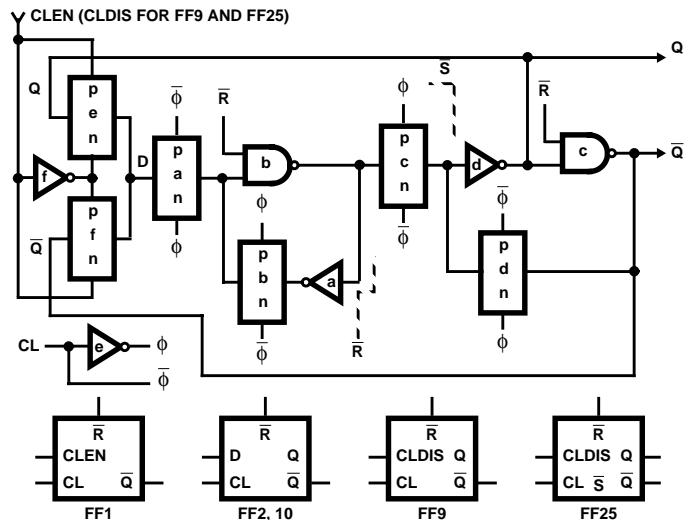 CLEN (CLDIS FOR FF9 AND FF25)
Q
Q
p
e
n
f
p
f
n
Q̅
D
ϕ̅
p
a
n
ϕ
R̅
b
ϕ
p
b
n
ϕ̅
a
R̅
ϕ
p
c
n
ϕ̅
S̅
d
ϕ̅
p
d
n
ϕ
R̅
c
Q̅
CL
e
ϕ
ϕ̅
R̅
CLEN
CL Q̅
FF1
R̅
D Q
CL Q̅
FF2, 10
R̅
CLDIS Q
CL Q̅
FF9
R̅
CLDIS Q
CL S̅ Q̅
FF25